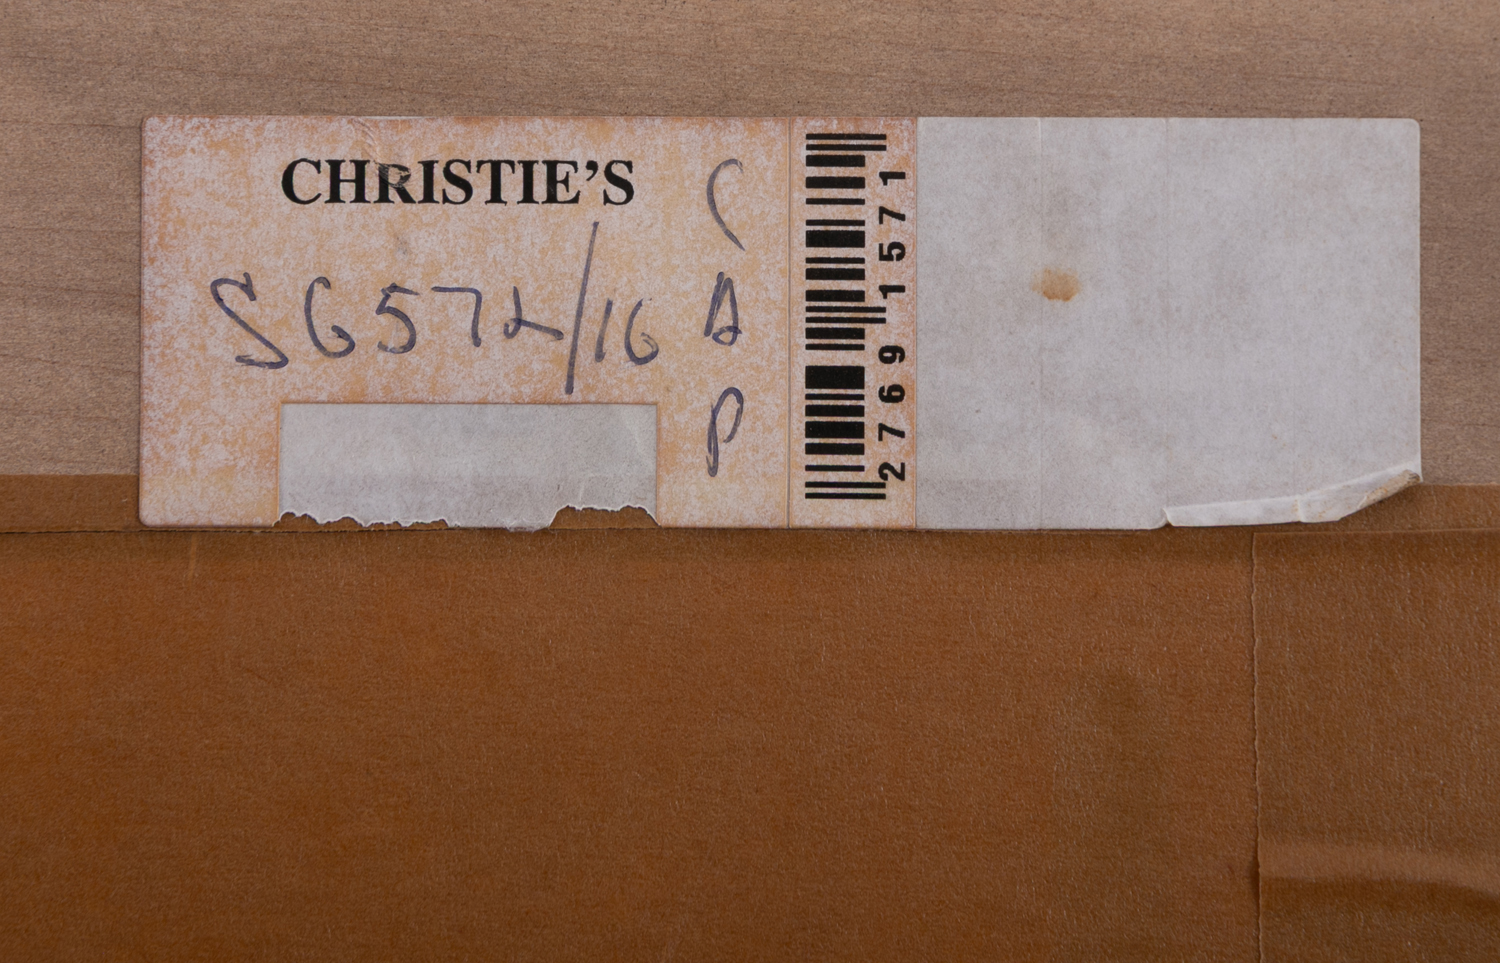 CHRISTIE'S
SG572/16
C
A
P
2769 1571